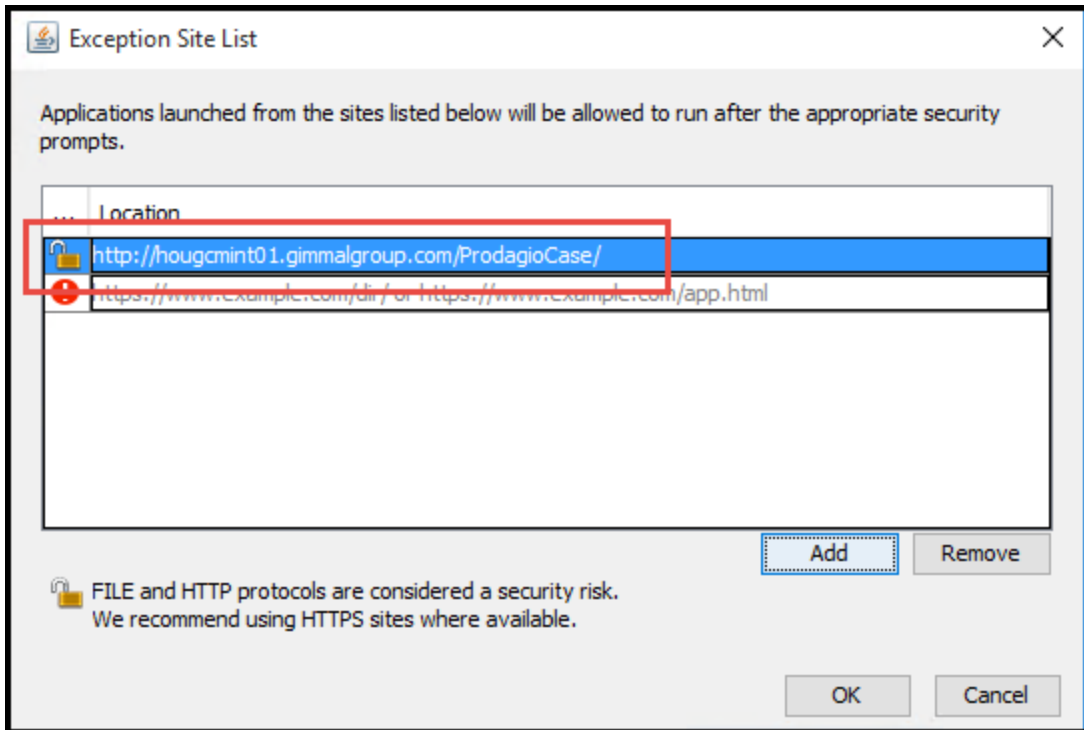 Exception Site List
Applications launched from the sites listed below will be allowed to run after the appropriate security
prompts.
... Location
http://hougcmint01.gimmalgroup.com/ProdagioCase/
https://www.example.com/dir/ or https://www.example.com/app.html
Add Remove
FILE and HTTP protocols are considered a security risk.
We recommend using HTTPS sites where available.
OK Cancel